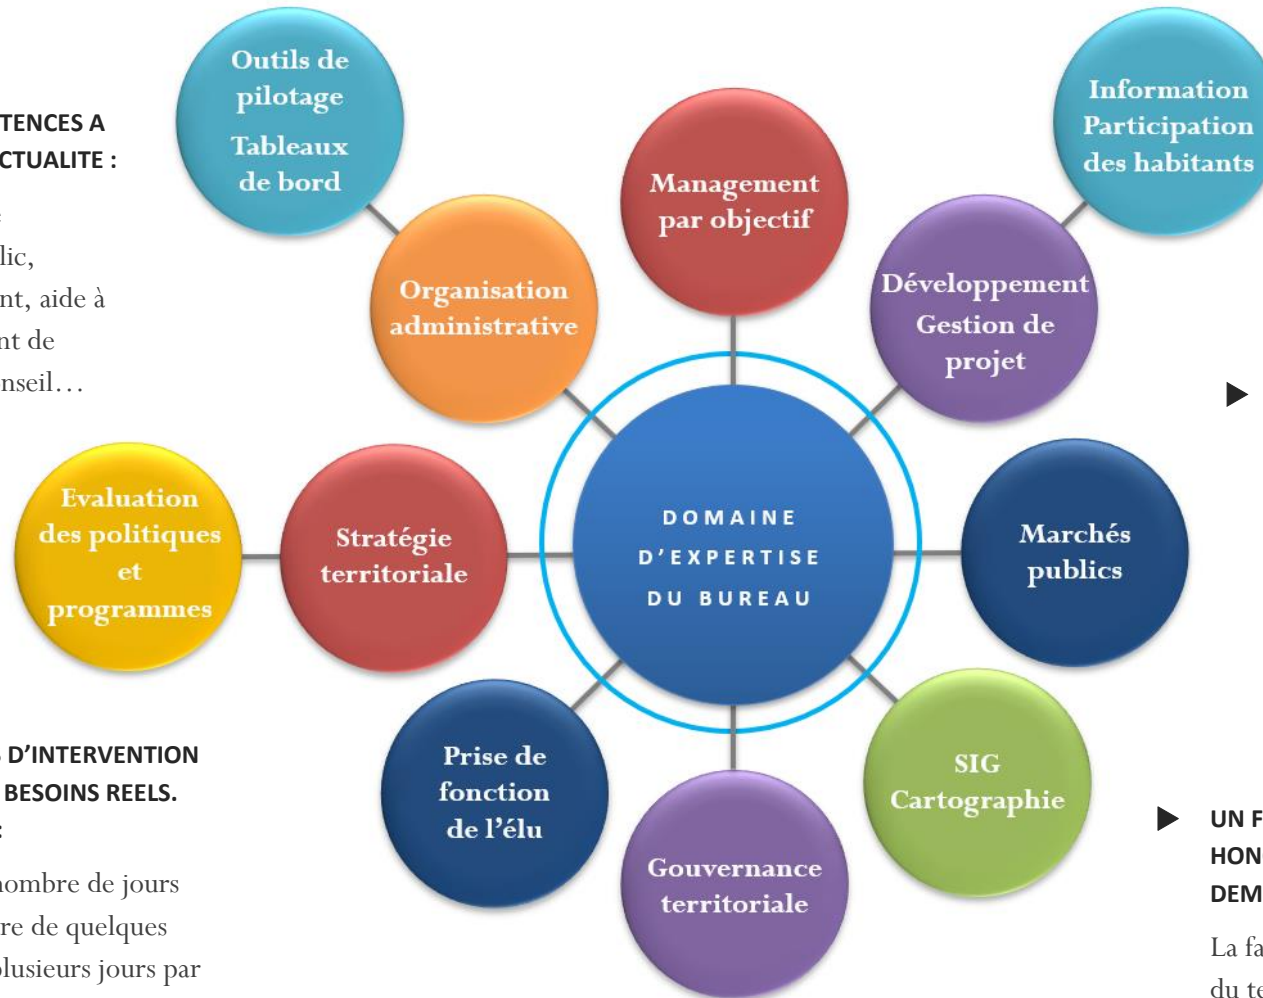 TENCES A
CTUALITE :
lic,
nt, aide à
nt de
nseil…
Outils de
pilotage
Tableaux
de bord
Organisation
administrative
Management
par objectif
Information
Participation
des habitants
Développement
Gestion de
projet
Evaluation
des politiques
et
programmes
Stratégie
territoriale
DOMAINE
D’EXPERTISE
DU BUREAU
Marchés
publics
Prise de
fonction
de l’élu
Gouvernance
territoriale
SIG
Cartographie
D’INTERVENTION
BESOINS REELS.
:
nombre de jours
re de quelques
plusieurs jours par
UN F
HON
DEM
La fa
du te